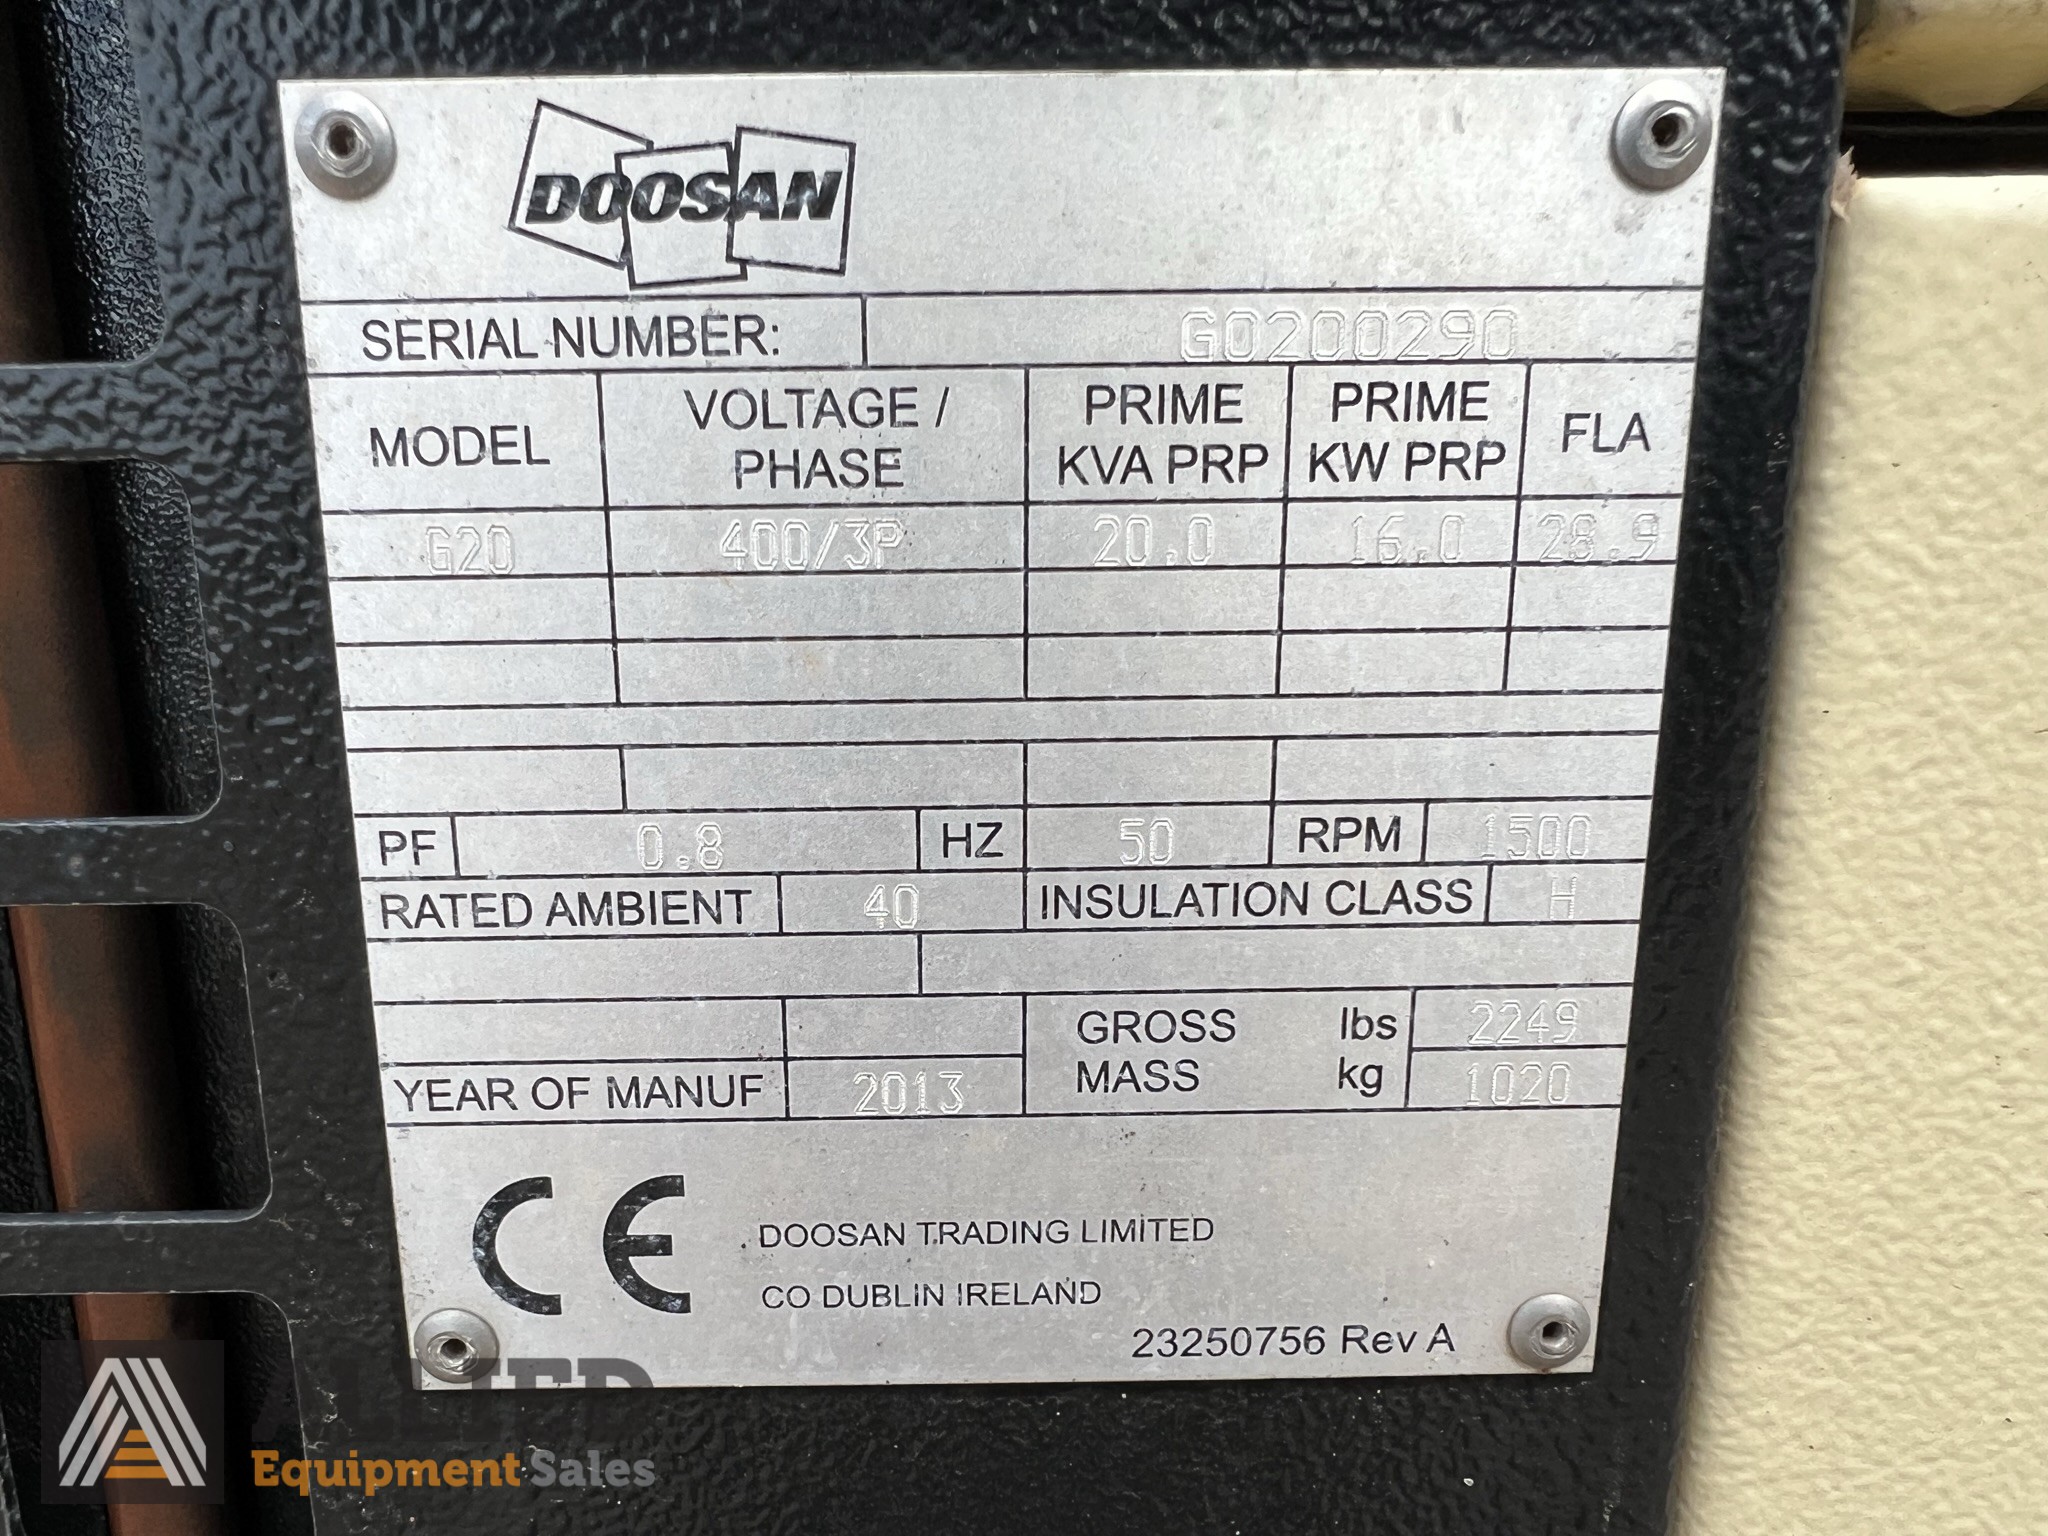 DOOSAN
SERIAL NUMBER: G0200290
MODEL VOLTAGE / PHASE PRIME KVA PRP PRIME KW PRP FLA
G20 400/3P 20.0 16.0 28.9
PF 0.8 HZ 50 RPM 1500
RATED AMBIENT 40 INSULATION CLASS H
GROSS MASS lbs 2249
kg 1020
YEAR OF MANUF 2013
CE
DOOSAN TRADING LIMITED
CO DUBLIN IRELAND
23250756 Rev A
ALLIED
Equipment Sales